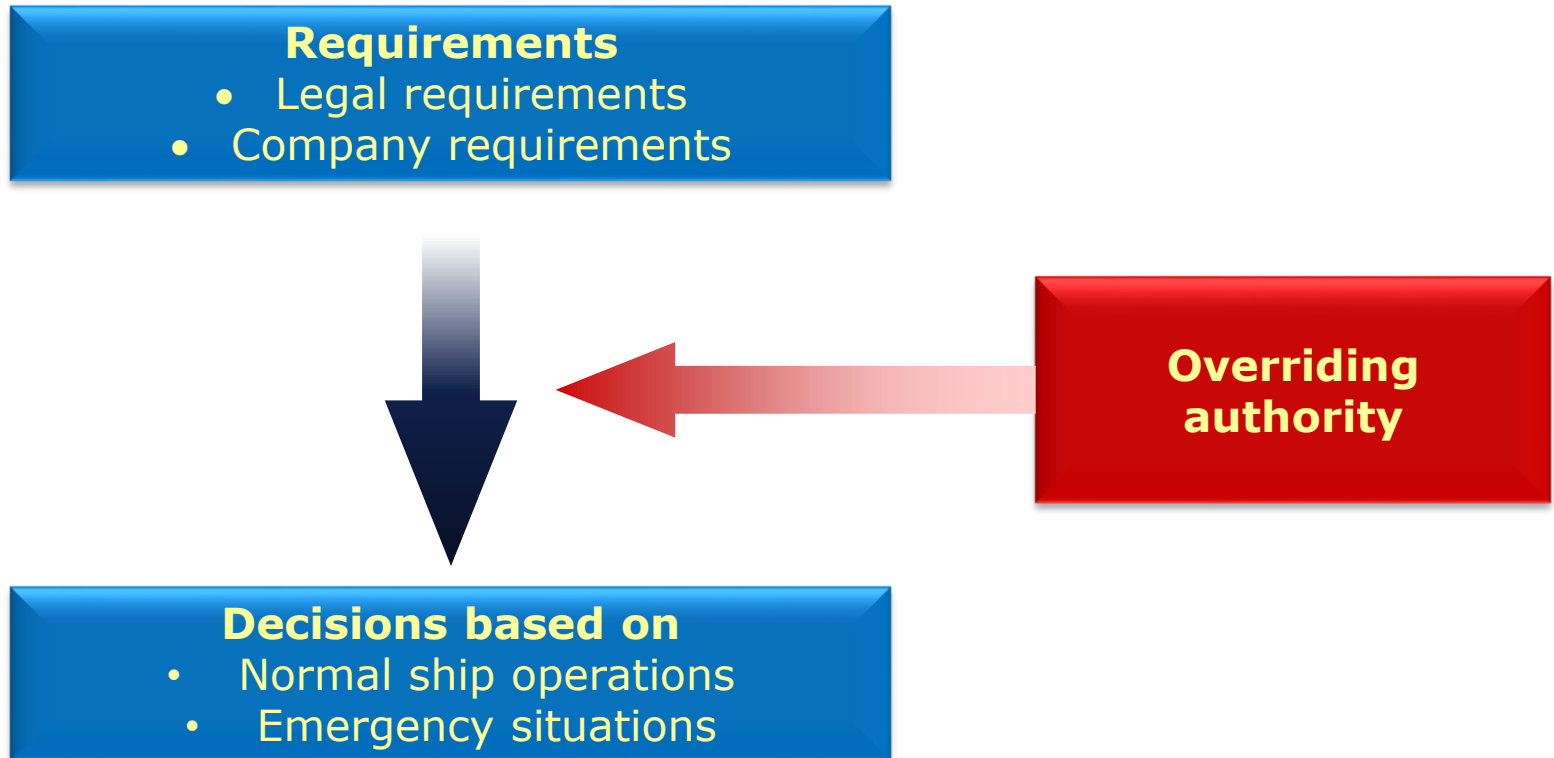 Requirements
• Legal requirements
• Company requirements
Overriding
authority
Decisions based on
• Normal ship operations
• Emergency situations